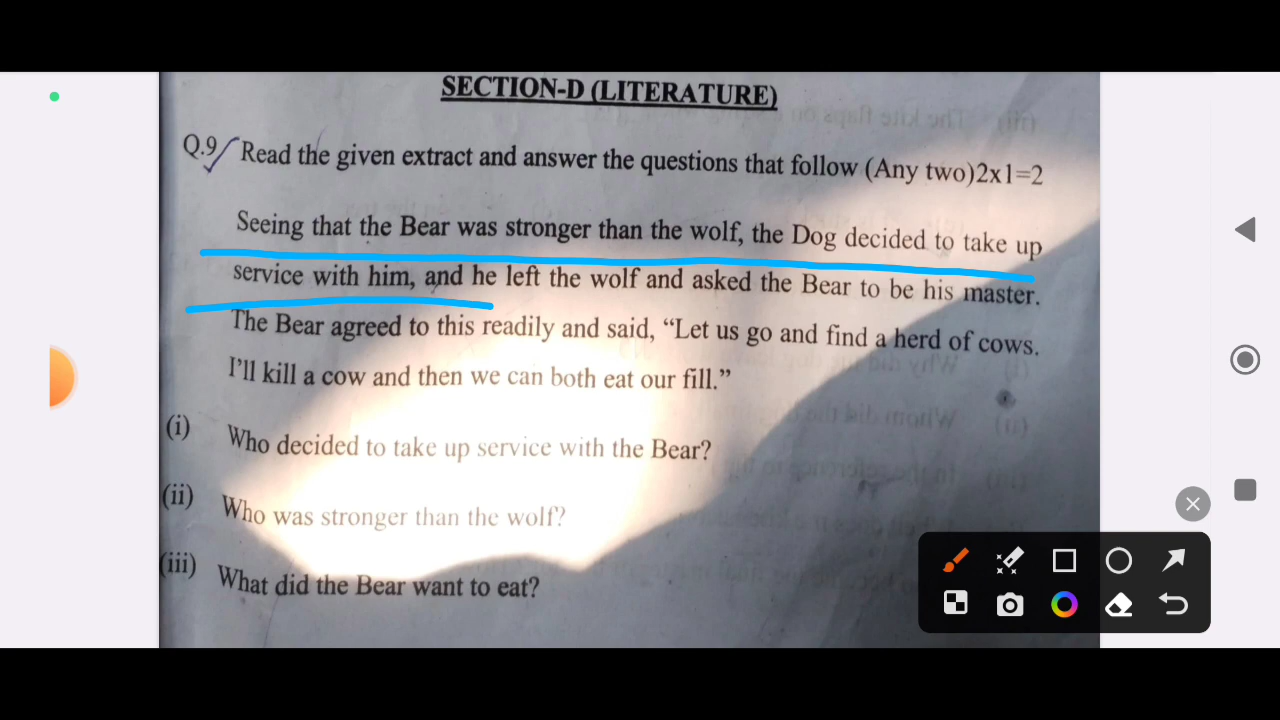 SECTION-D (LITERATURE)
Q.9 Read the given extract and answer the questions that follow (Any two)2x1=2
Seeing that the Bear was stronger than the wolf, the Dog decided to take up
service with him, and he left the wolf and asked the Bear to be his master.
The Bear agreed to this readily and said, “Let us go and find a herd of cows.
I’ll kill a cow and then we can both eat our fill.”
(i) Who decided to take up service with the Bear?
(ii) Who was stronger than the wolf?
(iii) What did the Bear want to eat?